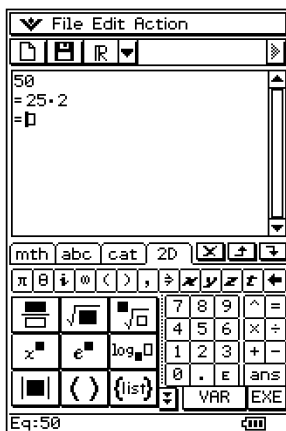 File Edit Action
R
50
=25·2
=□
mth abc cat 2D
π θ i ∞ ( ) , ⇒ x y z t ←
7 8 9 ^ =
√■ ■√□ 4 5 6 × ÷
x■ e■ log■□ 1 2 3 + −
0 . E ans
|■| ( ) {list} VAR EXE
Eq:50